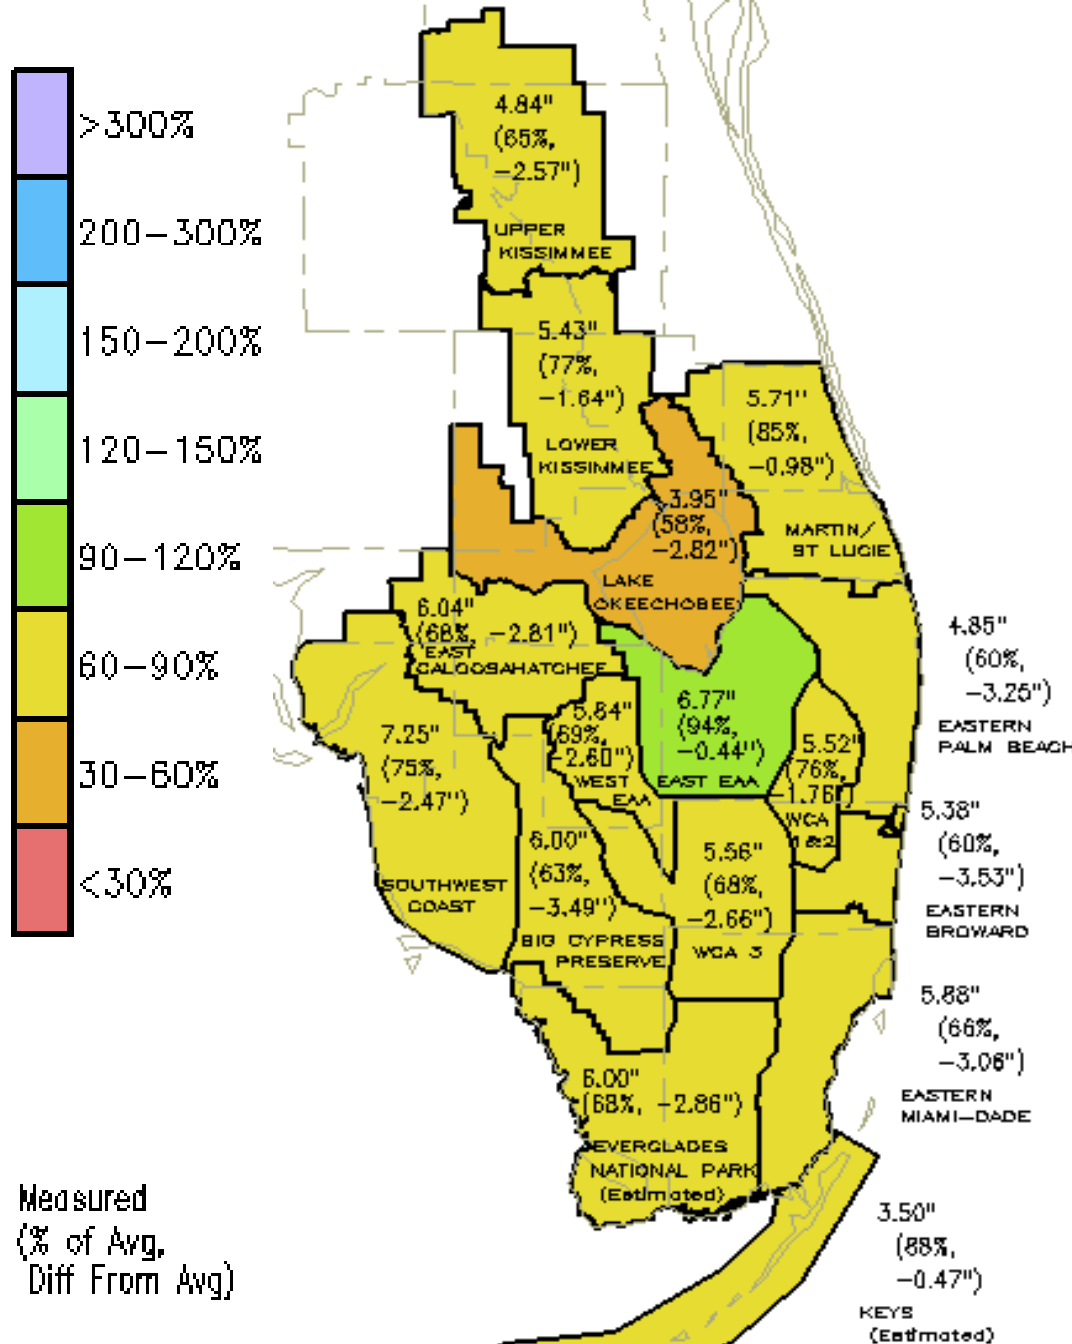 >300%
200-300%
150-200%
120-150%
90-120%
60-90%
30-60%
<30%
Measured
(% of Avg,
Diff From Avg)
4.84"
(65%,
-2.57")
UPPER
KISSIMMEE
5.43"
(77%,
-1.64")
LOWER
KISSIMMEE
5.71"
(85%,
-0.98")
MARTIN/
ST LUCIE
3.95"
(58%,
-2.82")
LAKE
OKEECHOBEE
6.04"
(68%, -2.81")
EAST
CALOOSAHATCHEE
4.85"
(60%,
-3.25")
EASTERN
PALM BEACH
6.77"
(94%,
-0.44")
EAST EAA
5.84"
(69%,
-2.60")
WEST
EAA
5.52"
(76%,
-1.76")
WCA
1&2
7.25"
(75%,
-2.47")
SOUTHWEST
COAST
6.00"
(63%,
-3.49")
BIG CYPRESS
PRESERVE
5.56"
(68%,
-2.66")
WCA 3
5.38"
(60%,
-3.53")
EASTERN
BROWARD
5.88"
(66%,
-3.06")
EASTERN
MIAMI-DADE
6.00"
(68%, -2.86")
EVERGLADES
NATIONAL PARK
(Estimated)
3.50"
(88%,
-0.47")
KEYS
(Estimated)